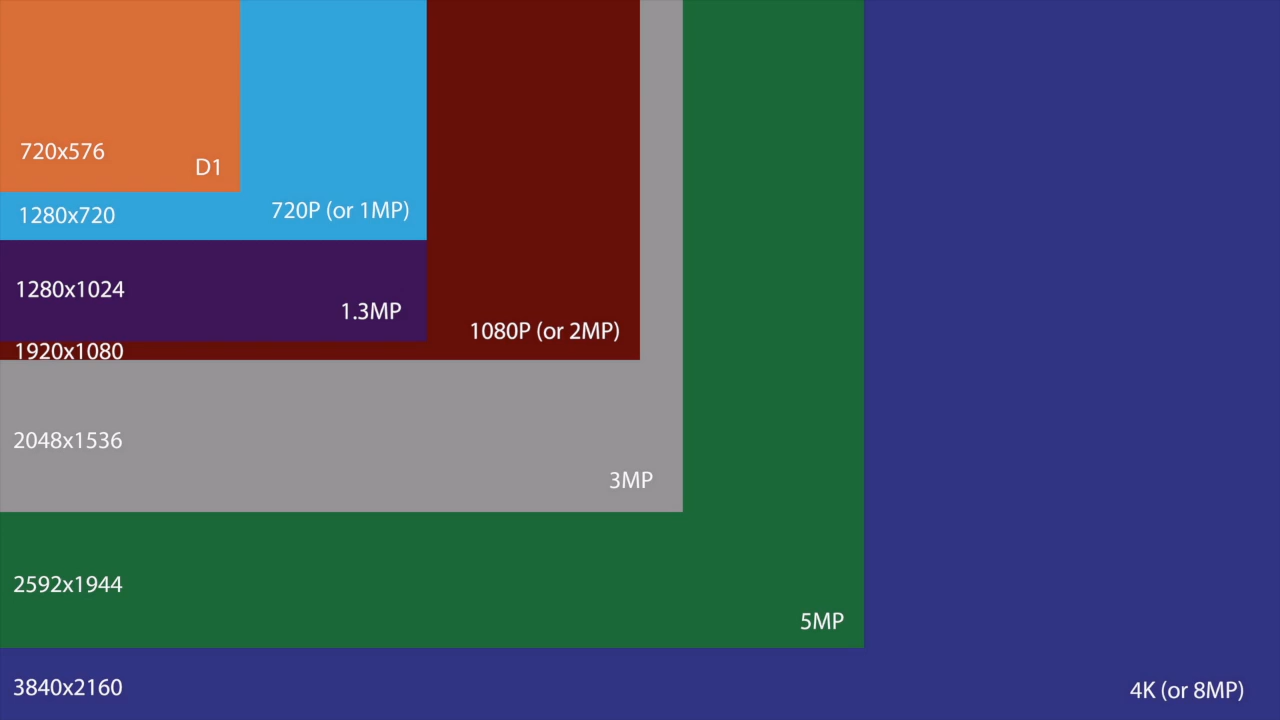 720x576
D1
1280x720
720P (or 1MP)
1280x1024
1.3MP
1920x1080
1080P (or 2MP)
2048x1536
3MP
2592x1944
5MP
3840x2160
4K (or 8MP)